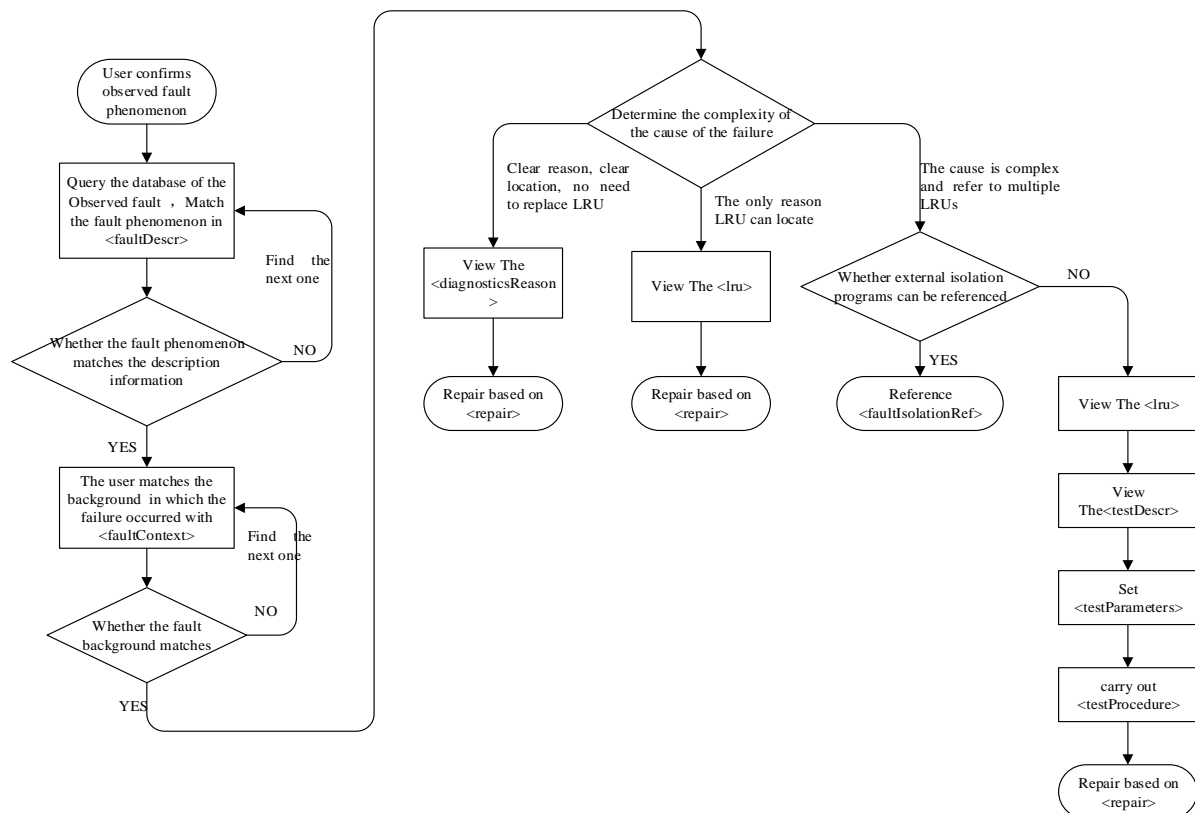 User confirms
observed fault
phenomenon
Query the database of the
Observed fault ，Match
the fault phenomenon in
<faultDescr>
Find the
next one
Whether the fault phenomenon
matches the description
information
NO
YES
The user matches the
background in which the
failure occurred with
<faultContext>
Find the
next one
NO
Whether the fault
background matches
YES
Determine the complexity of
the cause of the failure
Clear reason, clear
location, no need
to replace LRU
The only reason
LRU can locate
The cause is complex
and refer to multiple
LRUs
View The
<diagnosticsReason
>
Repair based on
<repair>
View The <lru>
Repair based on
<repair>
Whether external isolation
programs can be referenced
NO
YES
Reference
<faultIsolationRef>
View The <lru>
View
The<testDescr>
Set
<testParameters>
carry out
<testProcedure>
Repair based on
<repair>